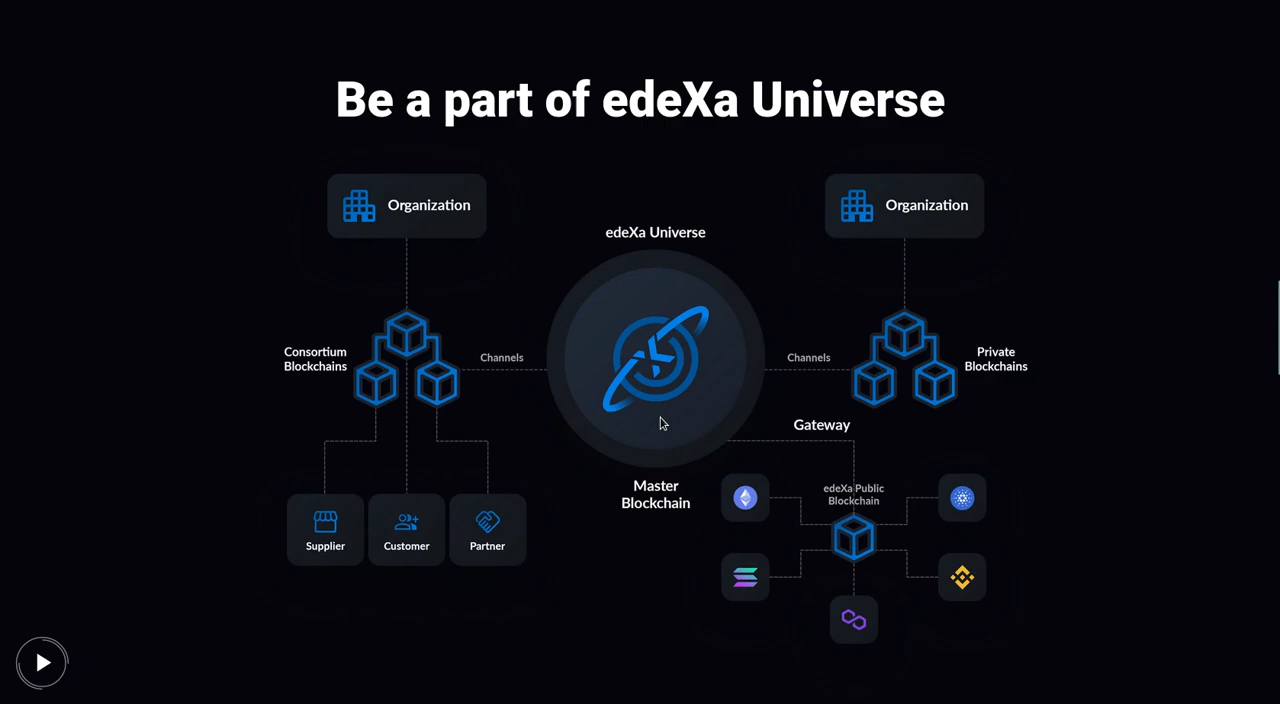 Be a part of edeXa Universe
Organization
Organization
edeXa Universe
Consortium
Blockchains
Channels
Channels
Private
Blockchains
Gateway
Master
Blockchain
edeXa Public
Blockchain
Supplier
Customer
Partner